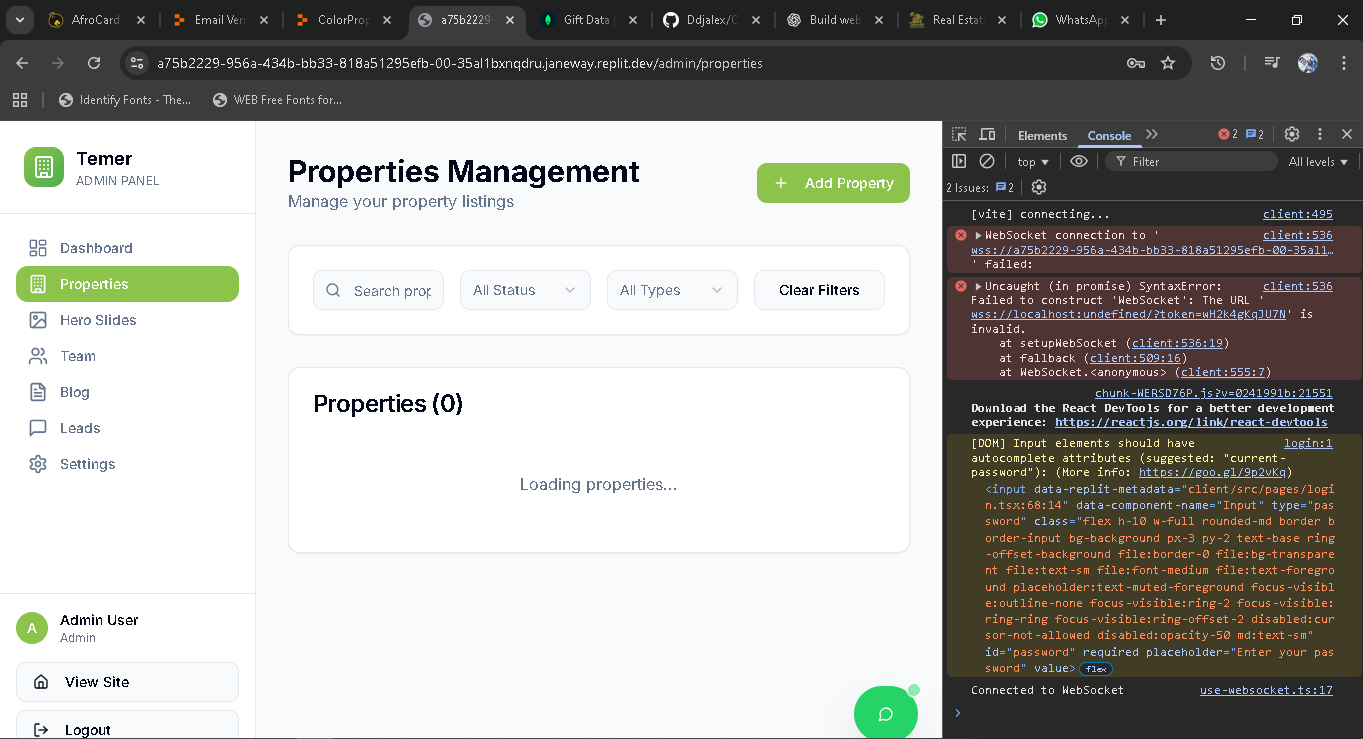 AfroCard
Email Veri
ColorProp
a75b2229-
Gift Data
Ddjalex/C
Build web
Real Estat
WhatsApp
a75b2229-956a-434b-bb33-818a51295efb-00-35al1bxnqdru.janeway.replit.dev/admin/properties
Identify Fonts - The...
WEB Free Fonts for...
Temer
ADMIN PANEL
Dashboard
Properties
Hero Slides
Team
Blog
Leads
Settings
A
Admin User
Admin
View Site
Logout
Properties Management
Manage your property listings
+ Add Property
Search prop
All Status
All Types
Clear Filters
Properties (0)
Loading properties...
Elements
Console
2
2
top
Filter
All levels
2 Issues: 2
[vite] connecting... client:495
WebSocket connection to ' client:536
wss://a75b2229-956a-434b-bb33-818a51295efb-00-35al1…
' failed:
Uncaught (in promise) SyntaxError: client:536
Failed to construct 'WebSocket': The URL '
wss://localhost:undefined/?token=wH2k4gKqJU7N' is
invalid.
at setupWebSocket (client:536:19)
at fallback (client:509:16)
at WebSocket.<anonymous> (client:555:7)
chunk-WERSD76P.js?v=0241991b:21551
Download the React DevTools for a better development
experience: https://reactjs.org/link/react-devtools
[DOM] Input elements should have login:1
autocomplete attributes (suggested: "current-
password"): (More info: https://goo.gl/9p2vKq)
<input data-replit-metadata="client/src/pages/logi
n.tsx:68:14" data-component-name="Input" type="pas
sword" class="flex h-10 w-full rounded-md border b
order-input bg-background px-3 py-2 text-base ring
-offset-background file:border-0 file:bg-transpare
nt file:text-sm file:font-medium file:text-foregro
und placeholder:text-muted-foreground focus-visibl
e:outline-none focus-visible:ring-2 focus-visible:
ring-ring focus-visible:ring-offset-2 disabled:cur
sor-not-allowed disabled:opacity-50 md:text-sm"
id="password" required placeholder="Enter your pas
sword" value> flex
Connected to WebSocket use-websocket.ts:17